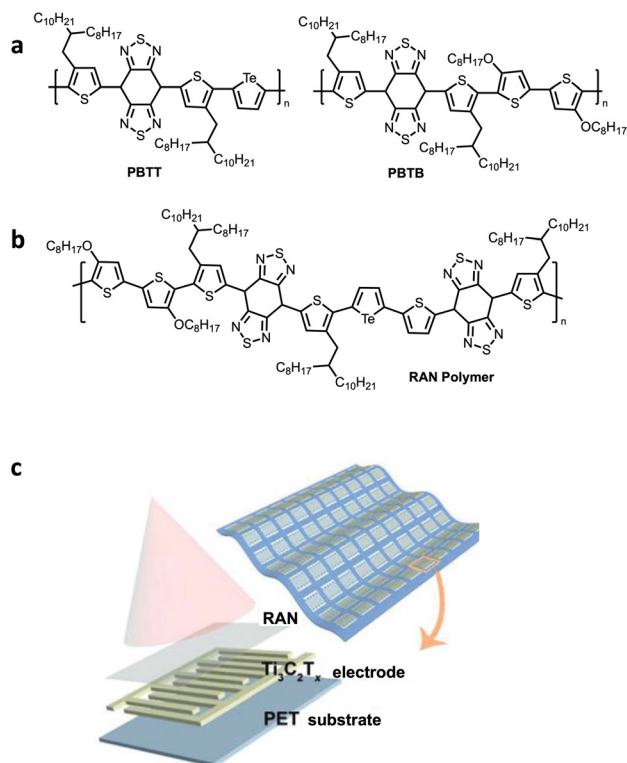 a
C₁₀H₂₁
C₈H₁₇
N S N
S
S
Te
n
N S N
C₈H₁₇
C₁₀H₂₁
PBTT
C₁₀H₂₁
C₈H₁₇
N S N
C₈H₁₇O
S
S
S
S
n
N S N
OC₈H₁₇
C₈H₁₇
C₁₀H₂₁
PBTB
b
C₁₀H₂₁
C₈H₁₇
C₈H₁₇O
S
S
S
OC₈H₁₇
N S N
N S N
S
Te
S
C₈H₁₇
C₁₀H₂₁
N S N
N S N
C₁₀H₂₁
C₈H₁₇
S
n
RAN Polymer
c
RAN
Ti₃C₂Tₓ electrode
PET substrate